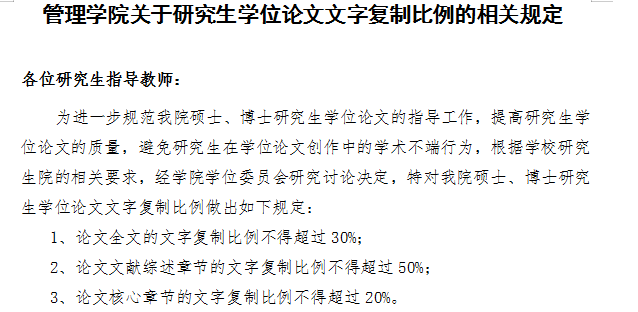 管理学院关于研究生学位论文文字复制比例的相关规定
各位研究生指导教师：
为进一步规范我院硕士、博士研究生学位论文的指导工作，提高研究生学
位论文的质量，避免研究生在学位论文创作中的学术不端行为，根据学校研究
生院的相关要求，经学院学位委员会研究讨论决定，特对我院硕士、博士研究
生学位论文文字复制比例做出如下规定：
1、论文全文的文字复制比例不得超过 30%；
2、论文文献综述章节的文字复制比例不得超过 50%；
3、论文核心章节的文字复制比例不得超过 20%。